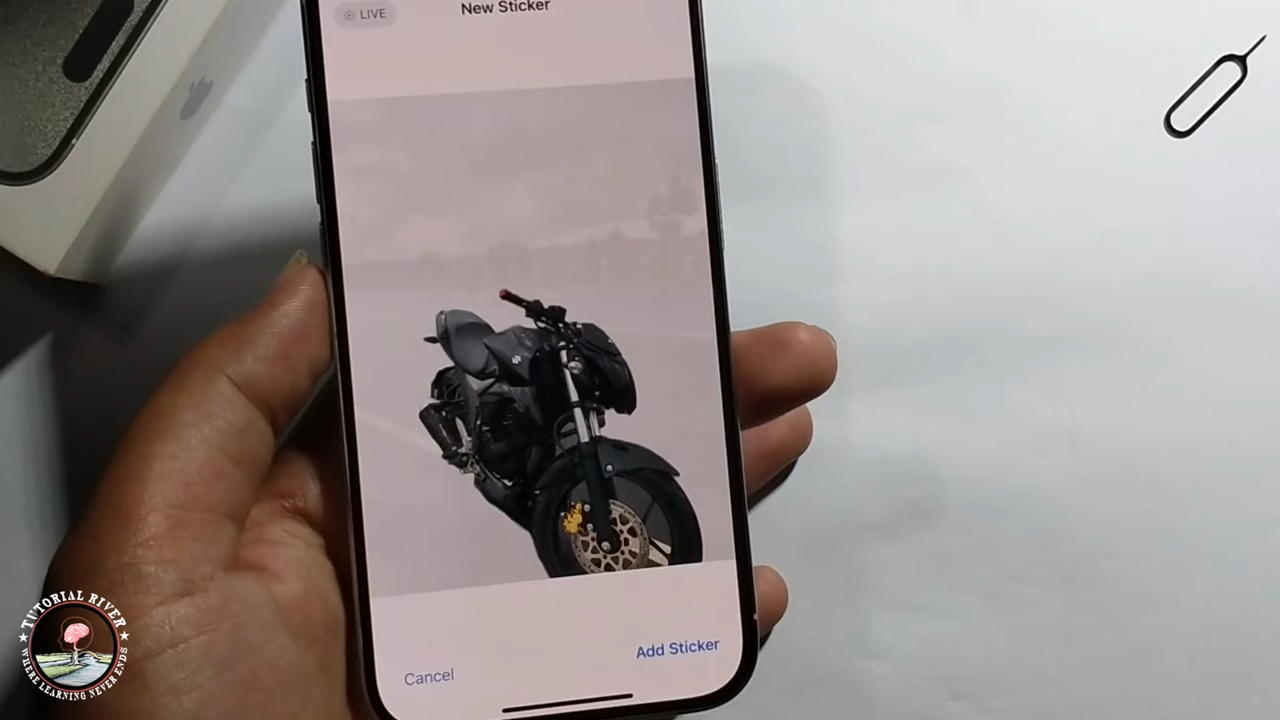 LIVE
New Sticker
Add Sticker
Cancel
TUTORIAL RIVER
WHERE LEARNING NEVER ENDS